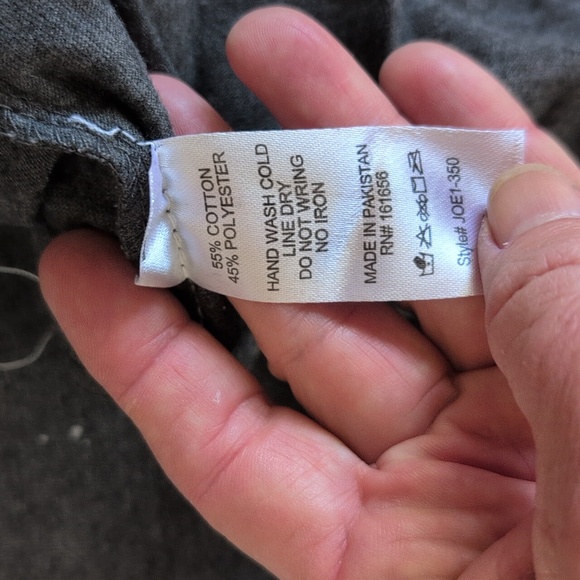 55% COTTON
45% POLYESTER
HAND WASH COLD
LINE DRY
DO NOT WRING
NO IRON
MADE IN PAKISTAN
RN# 161656
Style# JOE1-350